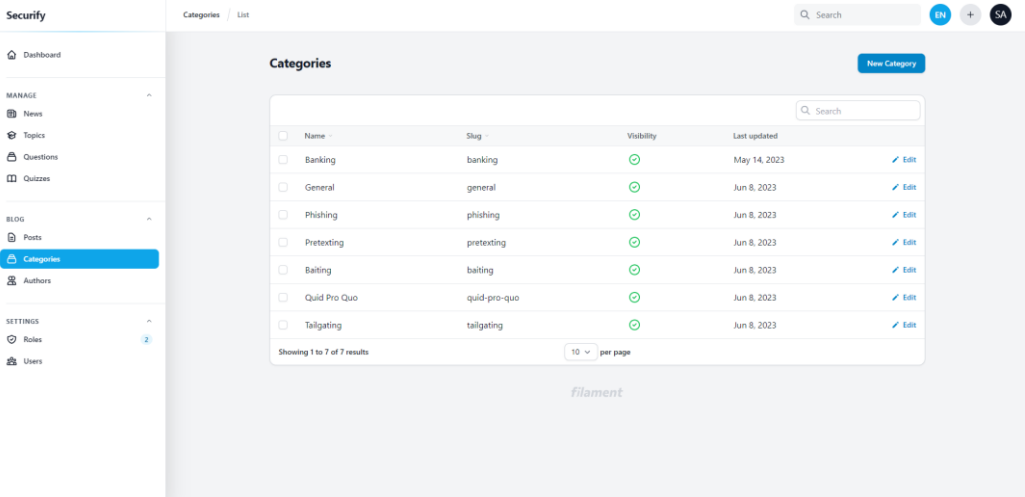 Securify
Categories / List
Search
EN
+
SA
Dashboard
MANAGE
News
Topics
Questions
Quizzes
BLOG
Posts
Categories
Authors
SETTINGS
Roles 2
Users
Categories
New Category
Search
Name Slug Visibility Last updated
Banking banking May 14, 2023 Edit
General general Jun 8, 2023 Edit
Phishing phishing Jun 8, 2023 Edit
Pretexting pretexting Jun 8, 2023 Edit
Baiting baiting Jun 8, 2023 Edit
Quid Pro Quo quid-pro-quo Jun 8, 2023 Edit
Tailgating tailgating Jun 8, 2023 Edit
Showing 1 to 7 of 7 results 10 per page
filament